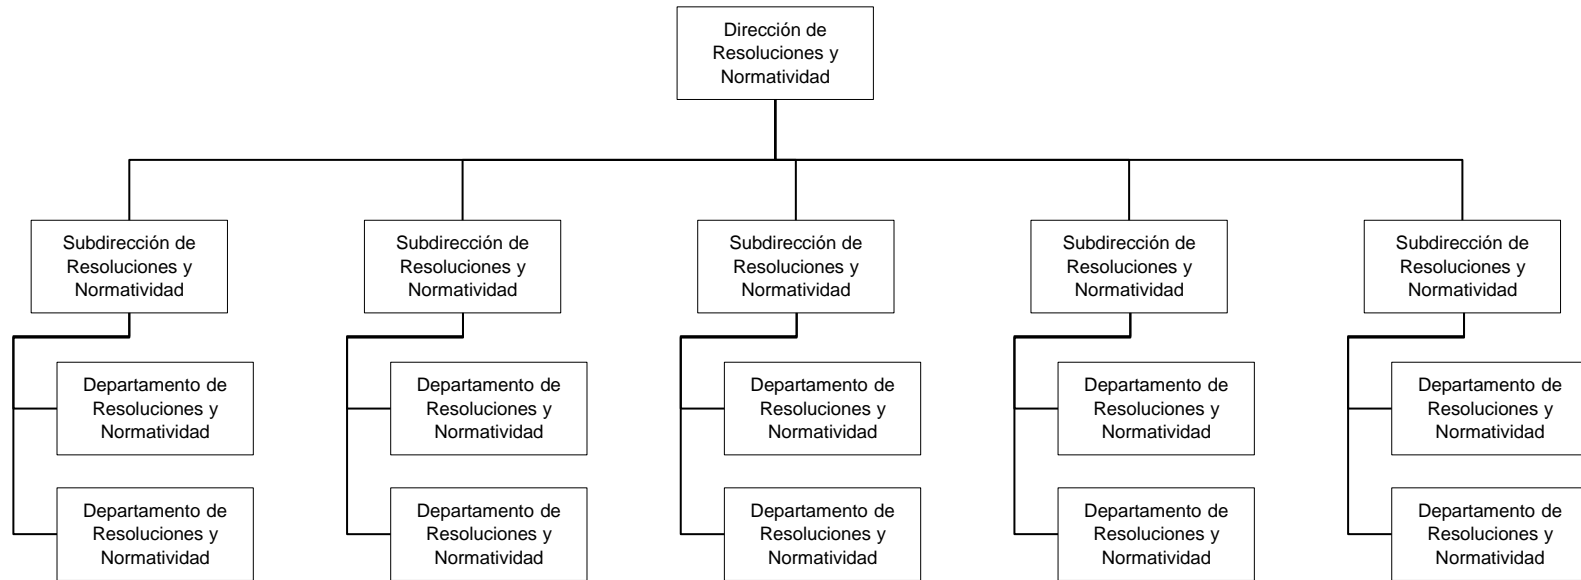 Dirección de
Resoluciones y
Normatividad
Subdirección de
Resoluciones y
Normatividad
Subdirección de
Resoluciones y
Normatividad
Subdirección de
Resoluciones y
Normatividad
Subdirección de
Resoluciones y
Normatividad
Subdirección de
Resoluciones y
Normatividad
Departamento de
Resoluciones y
Normatividad
Departamento de
Resoluciones y
Normatividad
Departamento de
Resoluciones y
Normatividad
Departamento de
Resoluciones y
Normatividad
Departamento de
Resoluciones y
Normatividad
Departamento de
Resoluciones y
Normatividad
Departamento de
Resoluciones y
Normatividad
Departamento de
Resoluciones y
Normatividad
Departamento de
Resoluciones y
Normatividad
Departamento de
Resoluciones y
Normatividad